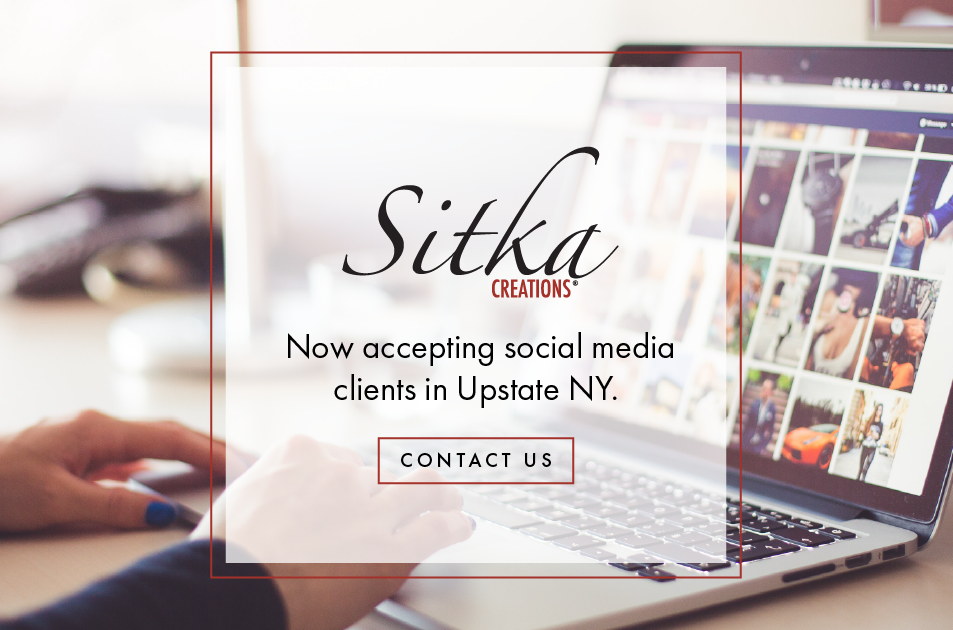 Sitka
CREATIONS®
Now accepting social media
clients in Upstate NY.
CONTACT US